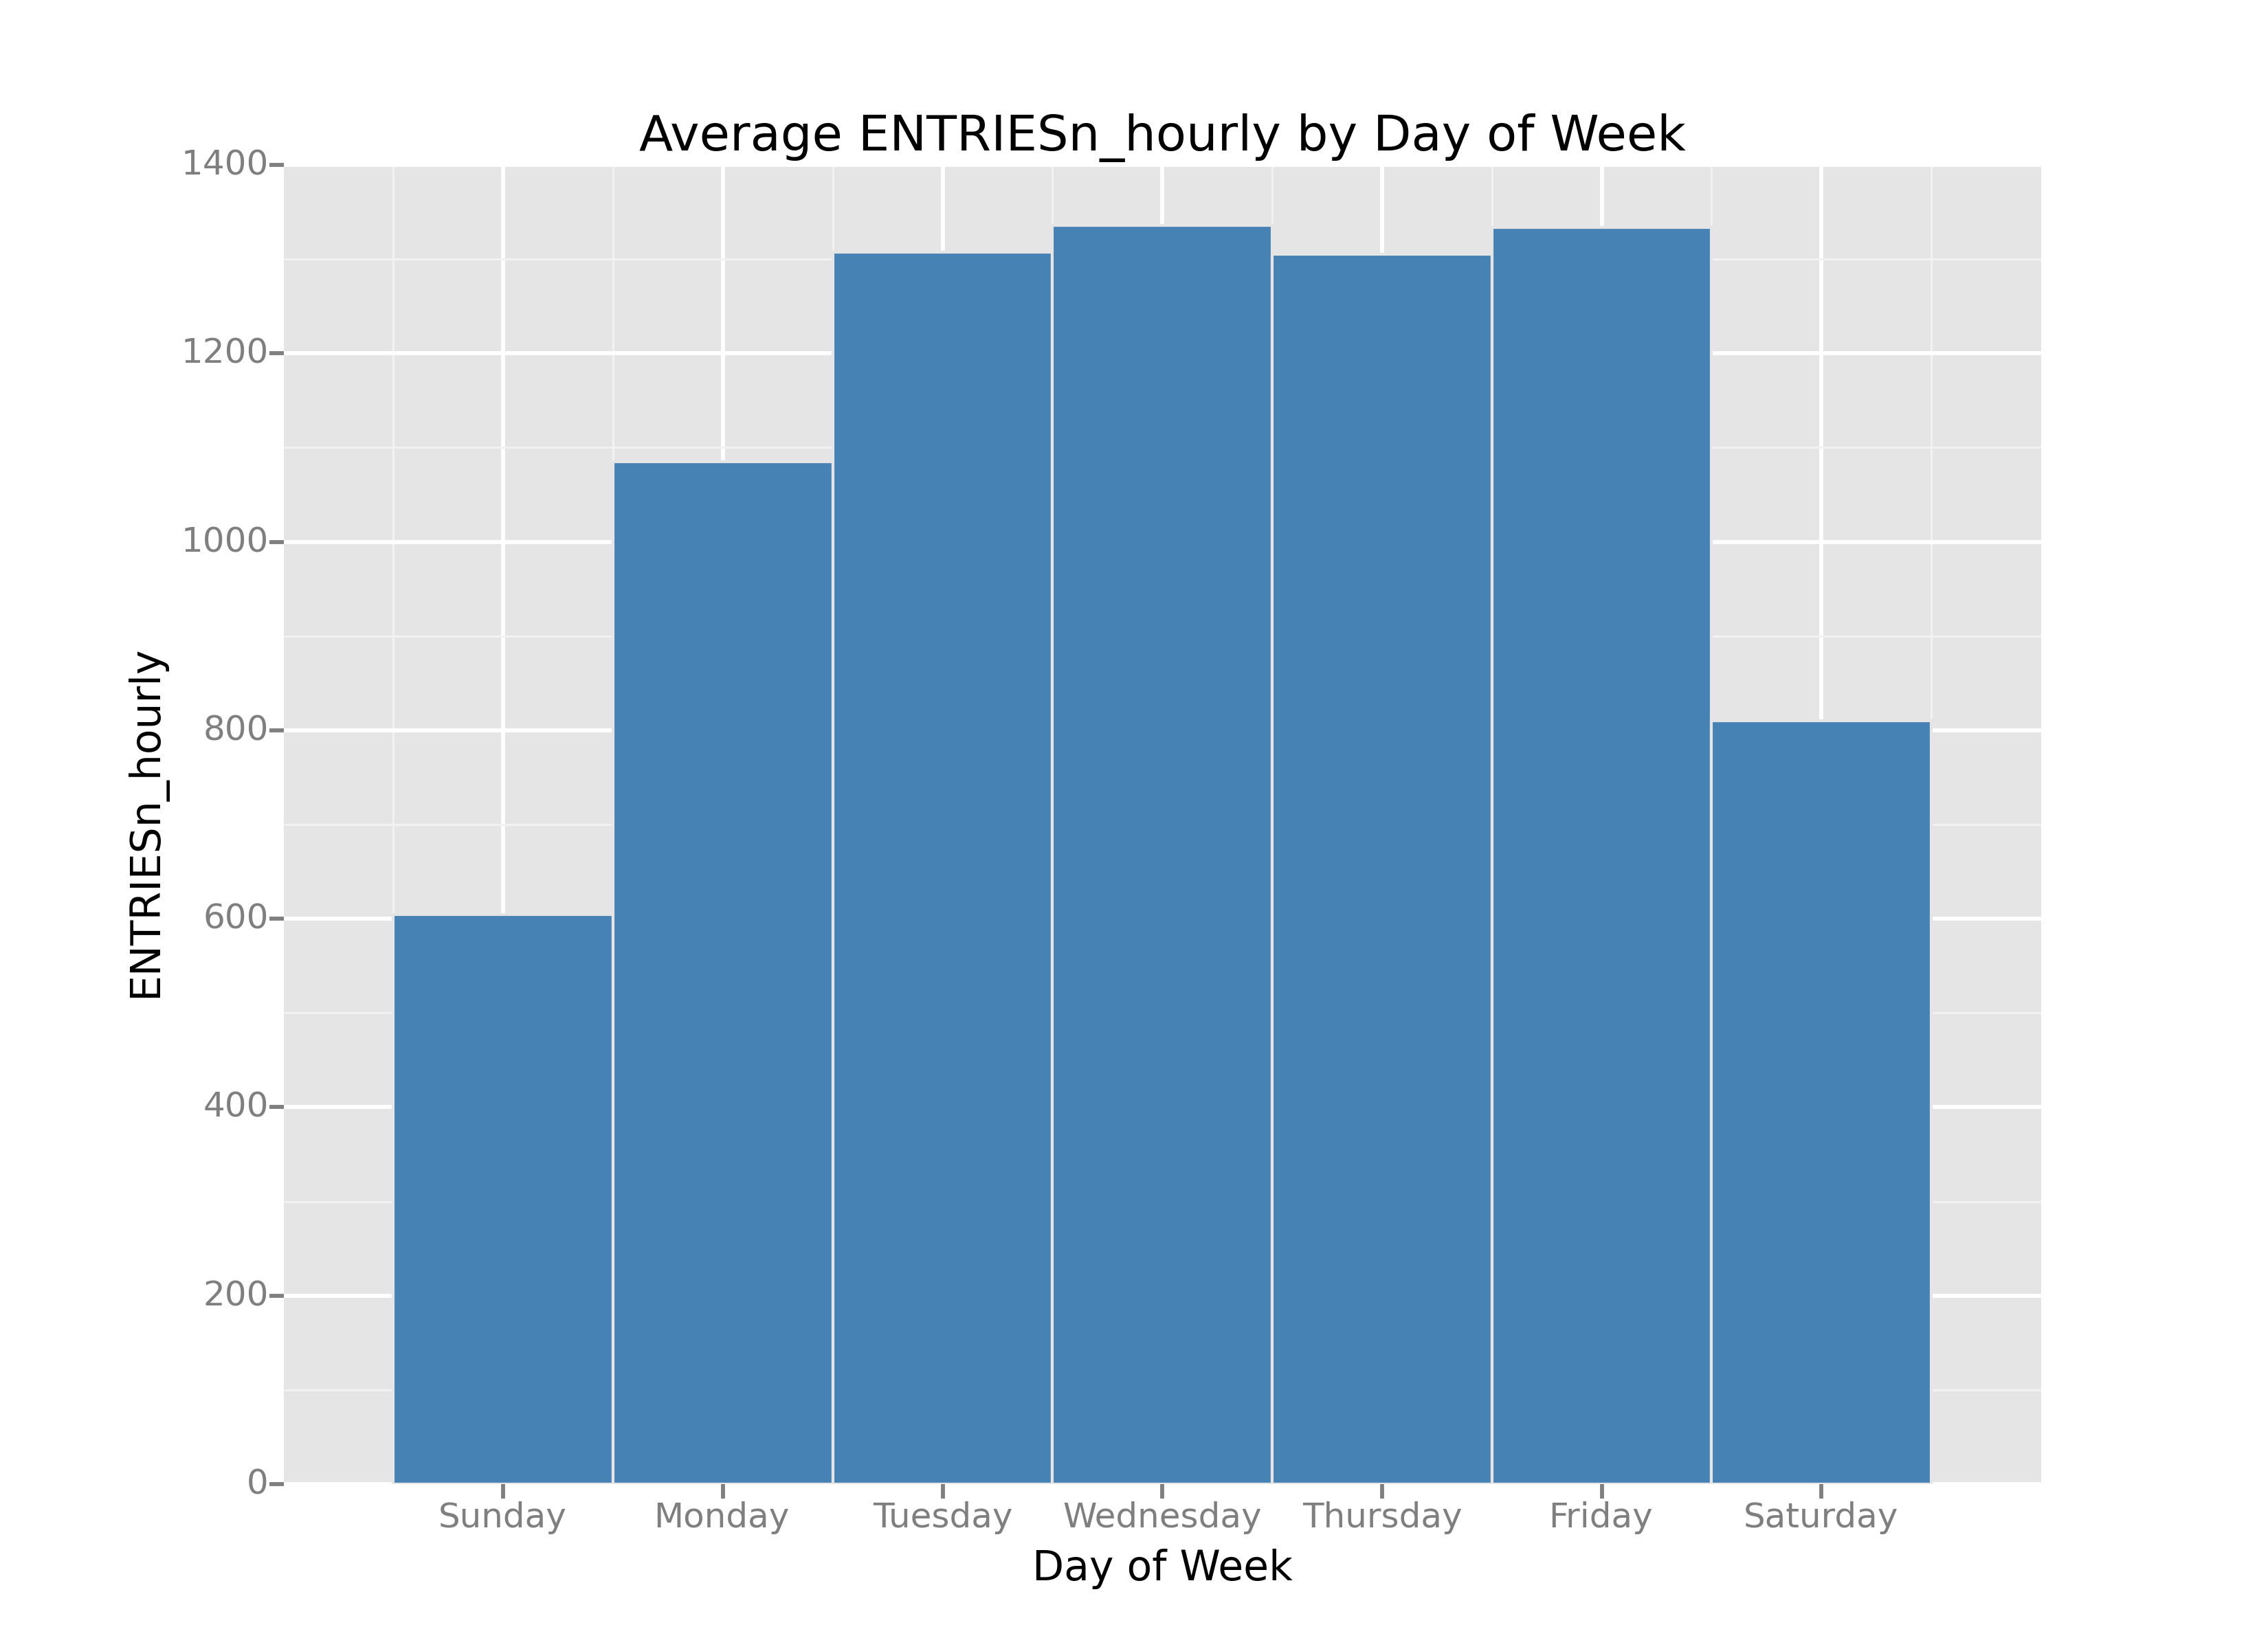 Average ENTRIESn_hourly by Day of Week
1400
1200
1000
800
600
400
200
0
ENTRIESn_hourly
Sunday Monday Tuesday Wednesday Thursday Friday Saturday
Day of Week